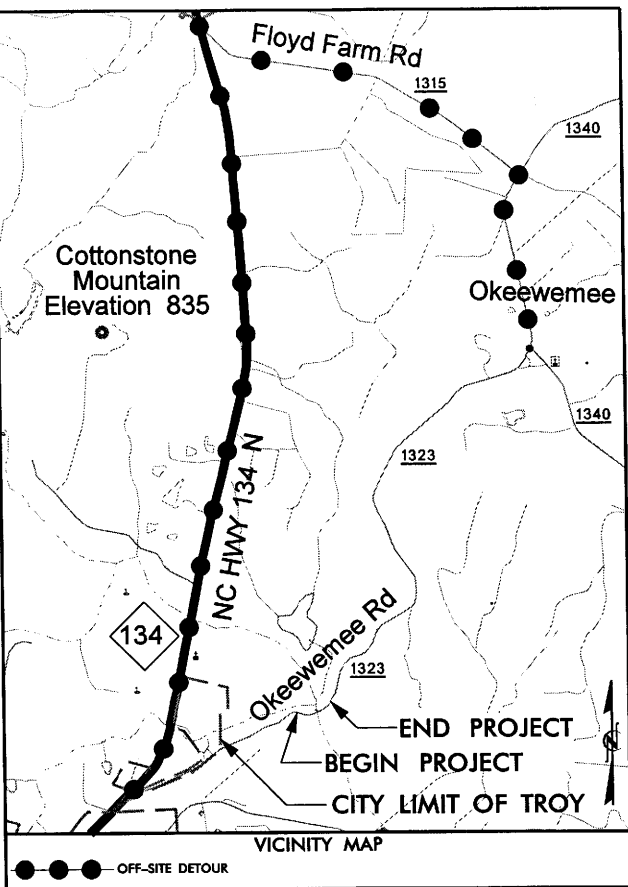 Floyd Farm Rd
1315
1340
Cottonstone
Mountain
Elevation 835
Okeewemee
1340
1323
NC HWY 134 N
134
Okeewemee Rd
1323
END PROJECT
BEGIN PROJECT
CITY LIMIT OF TROY
N
VICINITY MAP
OFF-SITE DETOUR